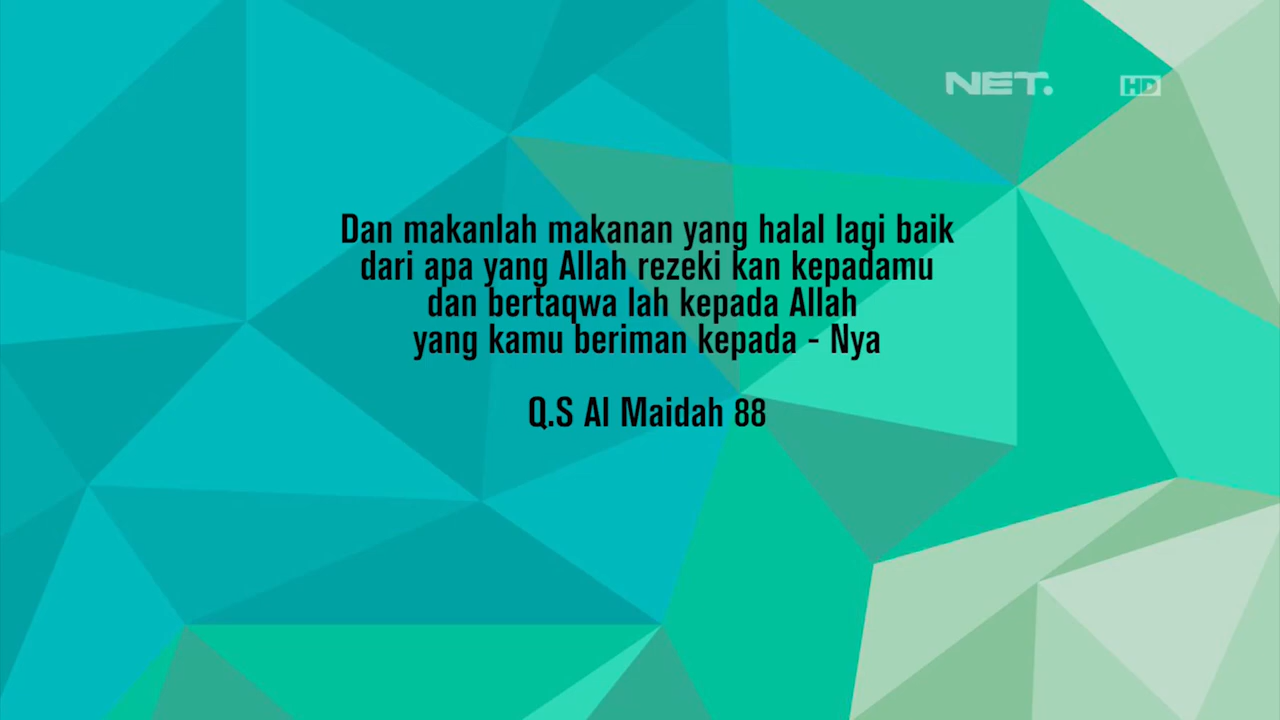 NET.
HD
Dan makanlah makanan yang halal lagi baik
dari apa yang Allah rezeki kan kepadamu
dan bertaqwa lah kepada Allah
yang kamu beriman kepada - Nya
Q.S Al Maidah 88